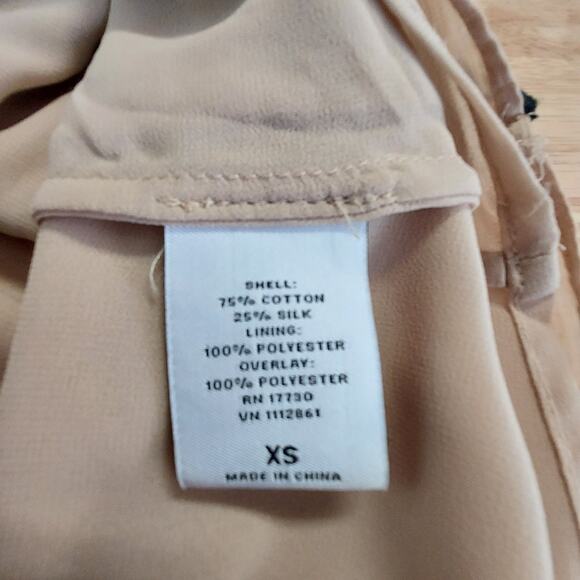 SHELL:
75% COTTON
25% SILK
LINING:
100% POLYESTER
OVERLAY:
100% POLYESTER
RN 17730
VN 1112861
XS
MADE IN CHINA